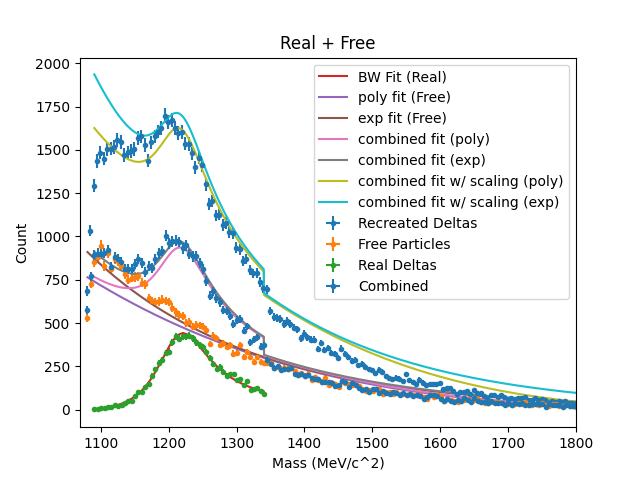 Real + Free
2000
1750
1500
1250
1000
750
500
250
0
Count
1100
1200
1300
1400
1500
1600
1700
1800
Mass (MeV/c^2)
BW Fit (Real)
poly fit (Free)
exp fit (Free)
combined fit (poly)
combined fit (exp)
combined fit w/ scaling (poly)
combined fit w/ scaling (exp)
Recreated Deltas
Free Particles
Real Deltas
Combined